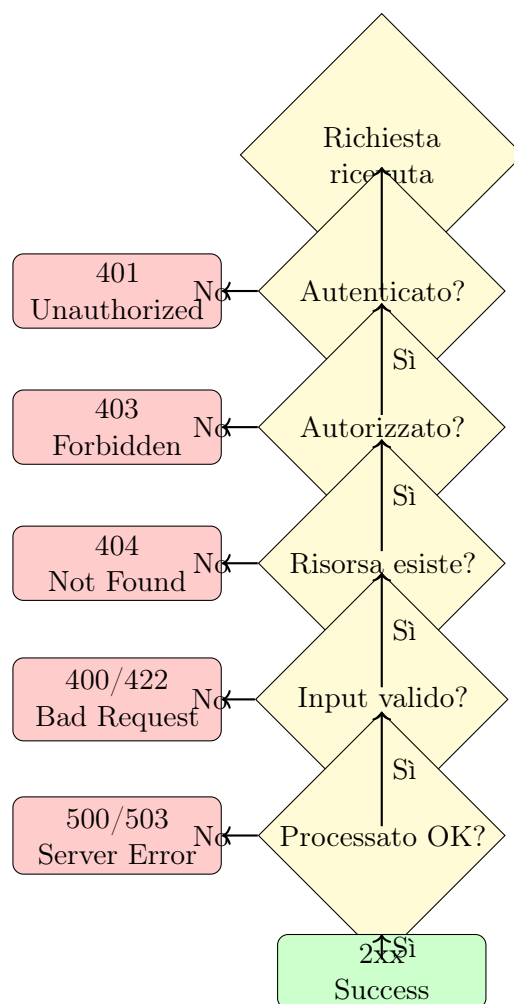 Richiesta
ricevuta
401
Unauthorized
No
Autenticato?
Sì
403
Forbidden
No
Autorizzato?
Sì
404
Not Found
No
Risorsa esiste?
Sì
400/422
Bad Request
No
Input valido?
Sì
500/503
Server Error
No
Processato OK?
Sì
2xx
Success